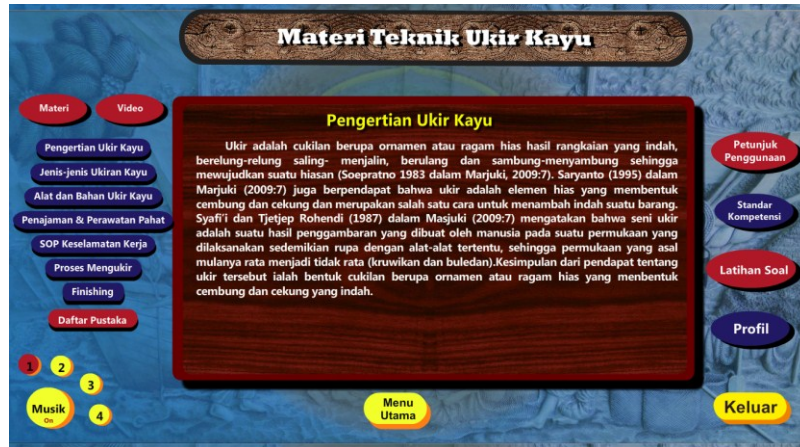 Materi Teknik Ukir Kayu
Materi
Video
Pengertian Ukir Kayu
Jenis-jenis Ukiran Kayu
Alat dan Bahan Ukir Kayu
Penajaman & Perawatan Pahat
SOP Keselamatan Kerja
Proses Mengukir
Finishing
Daftar Pustaka
1
2
3
4
Musik
On
Pengertian Ukir Kayu
Ukir adalah cukilan berupa ornamen atau ragam hias hasil rangkaian yang indah,
berelung-relung saling- menjalin, berulang dan sambung-menyambung sehingga
mewujudkan suatu hiasan (Soepratno 1983 dalam Marjuki, 2009:7). Saryanto (1995) dalam
Marjuki (2009:7) juga berpendapat bahwa ukir adalah elemen hias yang membentuk
cembung dan cekung dan merupakan salah satu cara untuk menambah indah suatu barang.
Syafi'i dan Tjetjep Rohendi (1987) dalam Masjuki (2009:7) mengatakan bahwa seni ukir
adalah suatu hasil penggambaran yang dibuat oleh manusia pada suatu permukaan yang
dilaksanakan sedemikian rupa dengan alat-alat tertentu, sehingga permukaan yang asal
mulanya rata menjadi tidak rata (kruwikan dan buledan).Kesimpulan dari pendapat tentang
ukir tersebut ialah bentuk cukilan berupa ornamen atau ragam hias yang menbentuk
cembung dan cekung yang indah.
Menu
Utama
Petunjuk
Penggunaan
Standar
Kompetensi
Latihan Soal
Profil
Keluar